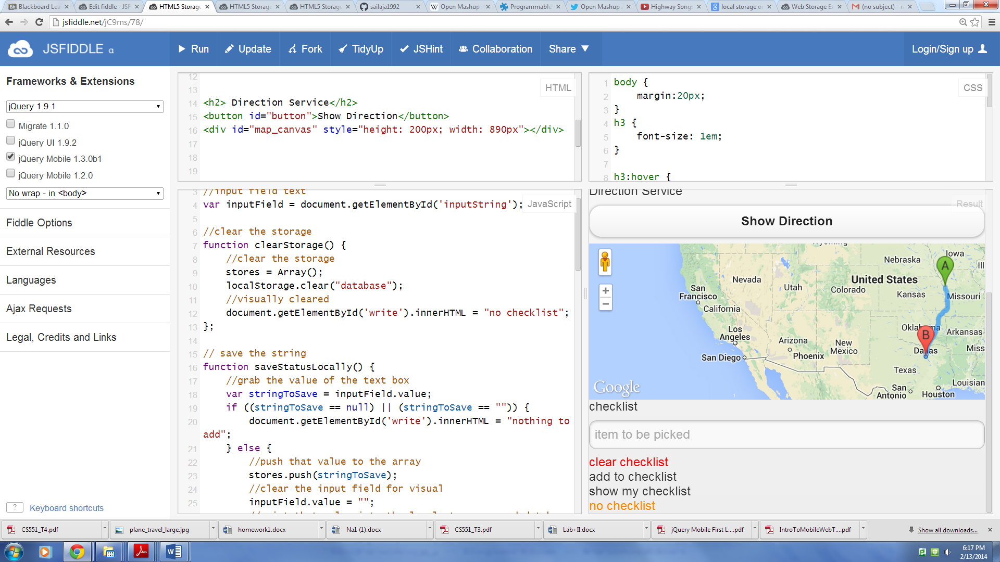 Blackboard Lea
Edit fiddle - JSF
HTML5 Storage
HTML5 Storage
HTML5 Storage
sailaja1992
Open Mashup
Programmable
Open Mashup
Highway Song
local storage or
Web Storage Ex
(no subject) - r
jsfiddle.net/jC9ms/78/
JSFIDDLE α
Run
Update
Fork
TidyUp
JSHint
Collaboration
Share
Login/Sign up
Frameworks & Extensions
jQuery 1.9.1
Migrate 1.1.0
jQuery UI 1.9.2
jQuery Mobile 1.3.0b1
jQuery Mobile 1.2.0
No wrap - in <body>
Fiddle Options
External Resources
Languages
Ajax Requests
Legal, Credits and Links
? Keyboard shortcuts
HTML
12
13
14 <h2> Direction Service</h2>
15 <button id="button">Show Direction</button>
16 <div id="map_canvas" style="height: 200px; width: 890px"></div>
17
18
19
CSS
1 body {
2 margin:20px;
3 }
4 h3 {
5 font-size: 1em;
6 }
7
8 h3:hover {
JavaScript
3 //input field text
4 var inputField = document.getElementById('inputString');
5
6 //clear the storage
7 function clearStorage() {
8 //clear the storage
9 stores = Array();
10 localStorage.clear("database");
11 //visually cleared
12 document.getElementById('write').innerHTML = "no checklist";
13 };
14
15 // save the string
16 function saveStatusLocally() {
17 //grab the value of the text box
18 var stringToSave = inputField.value;
19 if ((stringToSave == null) || (stringToSave == "")) {
20 document.getElementById('write').innerHTML = "nothing to
add";
21 } else {
22 //push that value to the array
23 stores.push(stringToSave);
24 //clear the input field for visual
25 inputField.value = "";
Result
Direction Service
Show Direction
Wyoming
Iowa
Nebraska
Ill
A
Nevada
United States
San
Francisco
Utah
Colorado
Kansas
Missouri
California
Oklahoma
Arkansas
Los
Angeles
B
Arizona
New
Mexico
Dallas
Miss
San Diego
Phoenix
Texas
Louisian
Google
San
Antonio
Houston
checklist
item to be picked
clear checklist
add to checklist
show my checklist
no checklist
CS551_T4.pdf
plane_travel_large.jpg
homework1.docx
Na1 (1).docx
CS551_T3.pdf
Lab+II.docx
jQuery Mobile First L....pdf
IntroToMobileWebT....pdf
Show all downloads...
6:17 PM
2/13/2014